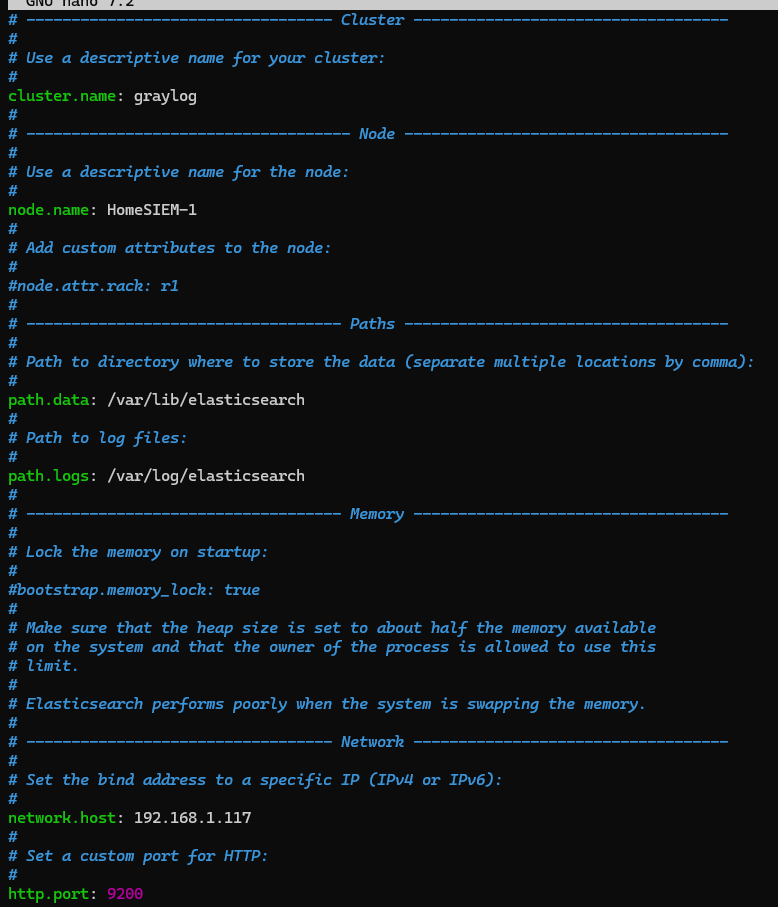 GNU nano 7.2
# ---------------------------------- Cluster -----------------------------------
#
# Use a descriptive name for your cluster:
#
cluster.name: graylog
#
# ------------------------------------ Node ------------------------------------
#
# Use a descriptive name for the node:
#
node.name: HomeSIEM-1
#
# Add custom attributes to the node:
#
#node.attr.rack: r1
#
# ----------------------------------- Paths ------------------------------------
#
# Path to directory where to store the data (separate multiple locations by comma):
#
path.data: /var/lib/elasticsearch
#
# Path to log files:
#
path.logs: /var/log/elasticsearch
#
# ----------------------------------- Memory -----------------------------------
#
# Lock the memory on startup:
#
#bootstrap.memory_lock: true
#
# Make sure that the heap size is set to about half the memory available
# on the system and that the owner of the process is allowed to use this
# limit.
#
# Elasticsearch performs poorly when the system is swapping the memory.
#
# ---------------------------------- Network -----------------------------------
#
# Set the bind address to a specific IP (IPv4 or IPv6):
#
network.host: 192.168.1.117
#
# Set a custom port for HTTP:
#
http.port: 9200